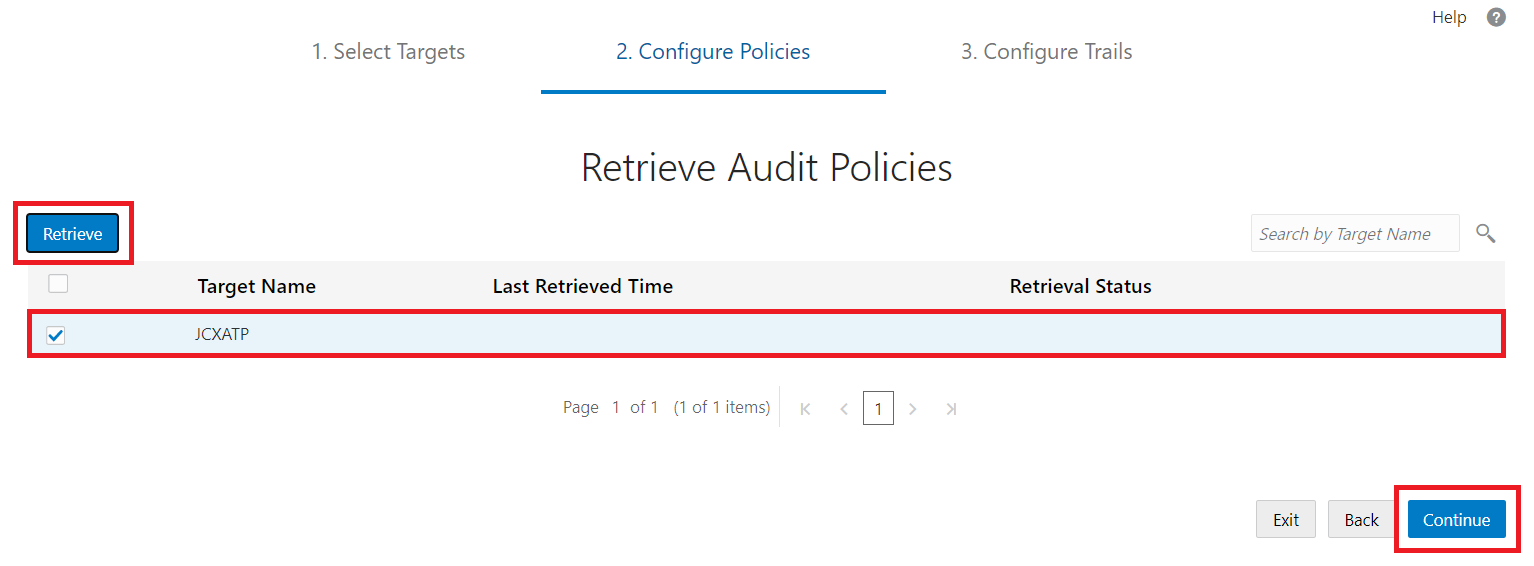 Help ?
1. Select Targets 2. Configure Policies 3. Configure Trails
Retrieve Audit Policies
Retrieve Search by Target Name
Target Name Last Retrieved Time Retrieval Status
JCXATP
Page 1 of 1 (1 of 1 items) 1
Exit Back Continue